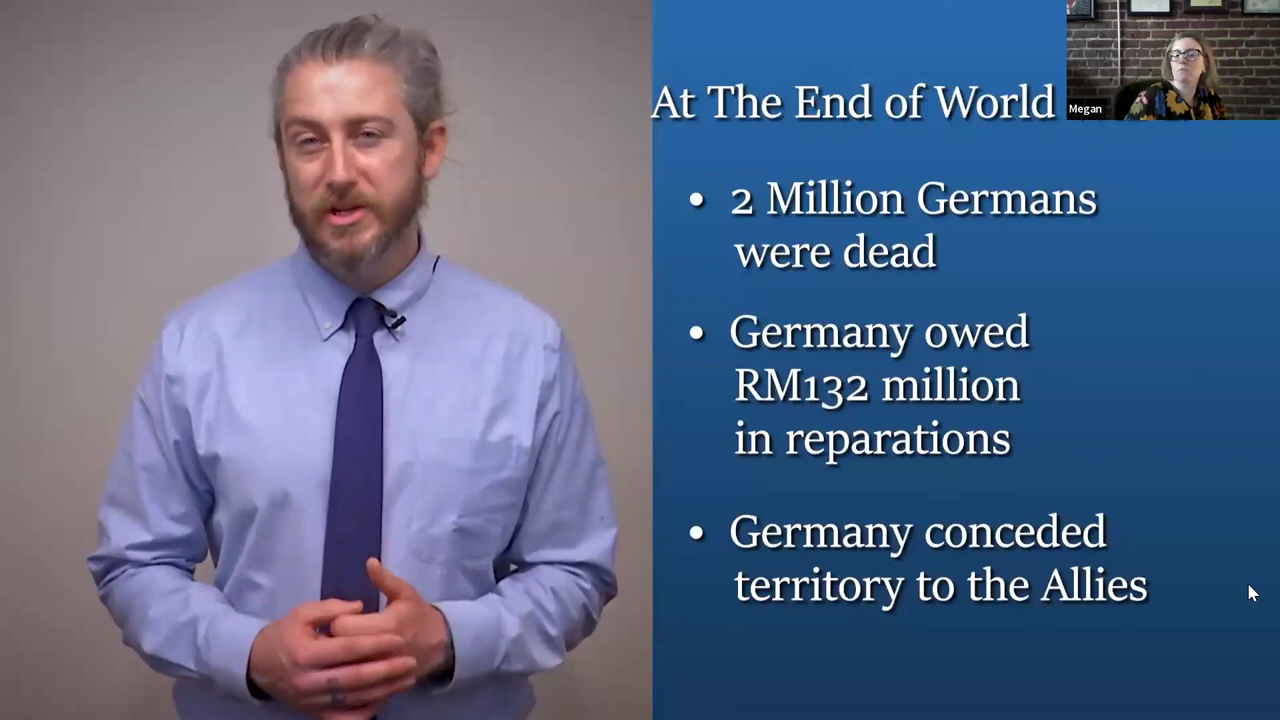 At The End of World
Megan
• 2 Million Germans
were dead
• Germany owed
RM132 million
in reparations
• Germany conceded
territory to the Allies